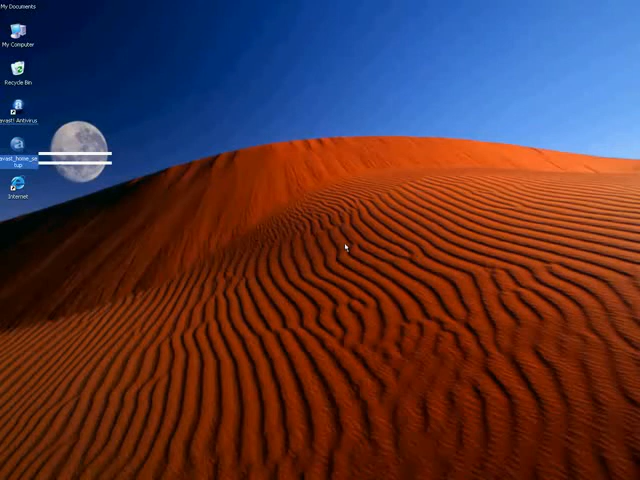 My Documents
My Computer
Recycle Bin
avast! Antivirus
avast_home_se
tup
Internet